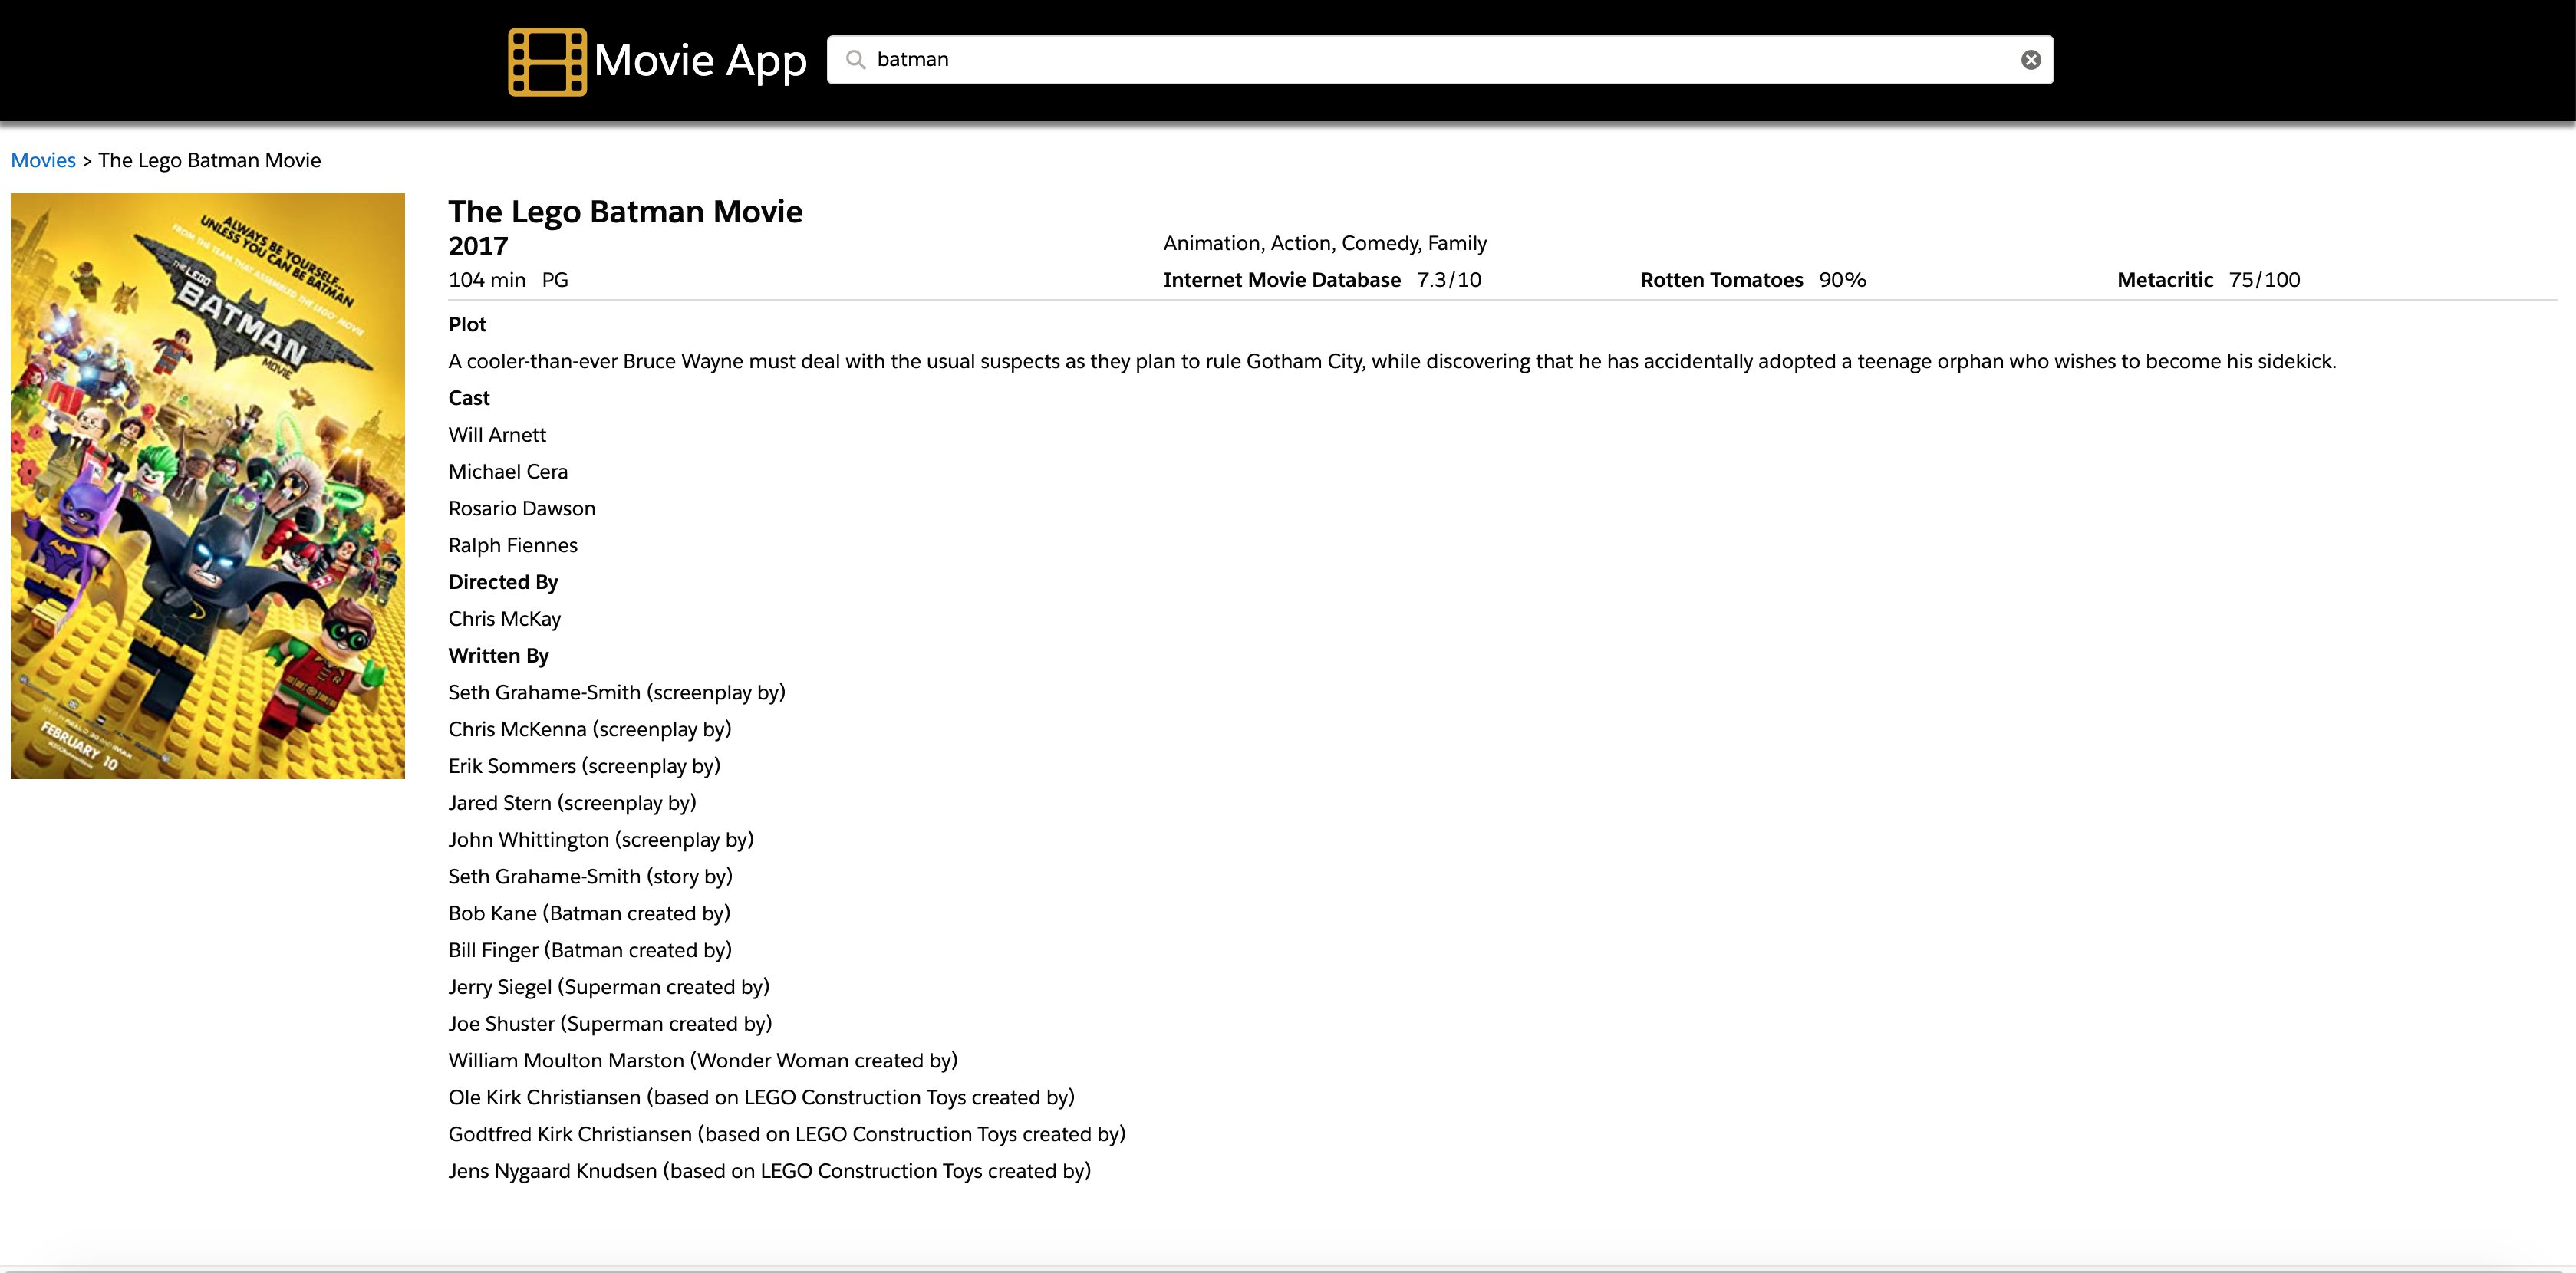 Movie App
batman
Movies > The Lego Batman Movie
ALWAYS BE YOURSELF...
UNLESS YOU CAN BE BATMAN
FROM THE TEAM THAT ASSEMBLED THE LEGO MOVIE
THE LEGO
BATMAN
MOVIE
FEBRUARY 10
The Lego Batman Movie
2017
Animation, Action, Comedy, Family
104 min PG
Internet Movie Database 7.3/10
Rotten Tomatoes 90%
Metacritic 75/100
Plot
A cooler-than-ever Bruce Wayne must deal with the usual suspects as they plan to rule Gotham City, while discovering that he has accidentally adopted a teenage orphan who wishes to become his sidekick.
Cast
Will Arnett
Michael Cera
Rosario Dawson
Ralph Fiennes
Directed By
Chris McKay
Written By
Seth Grahame-Smith (screenplay by)
Chris McKenna (screenplay by)
Erik Sommers (screenplay by)
Jared Stern (screenplay by)
John Whittington (screenplay by)
Seth Grahame-Smith (story by)
Bob Kane (Batman created by)
Bill Finger (Batman created by)
Jerry Siegel (Superman created by)
Joe Shuster (Superman created by)
William Moulton Marston (Wonder Woman created by)
Ole Kirk Christiansen (based on LEGO Construction Toys created by)
Godtfred Kirk Christiansen (based on LEGO Construction Toys created by)
Jens Nygaard Knudsen (based on LEGO Construction Toys created by)